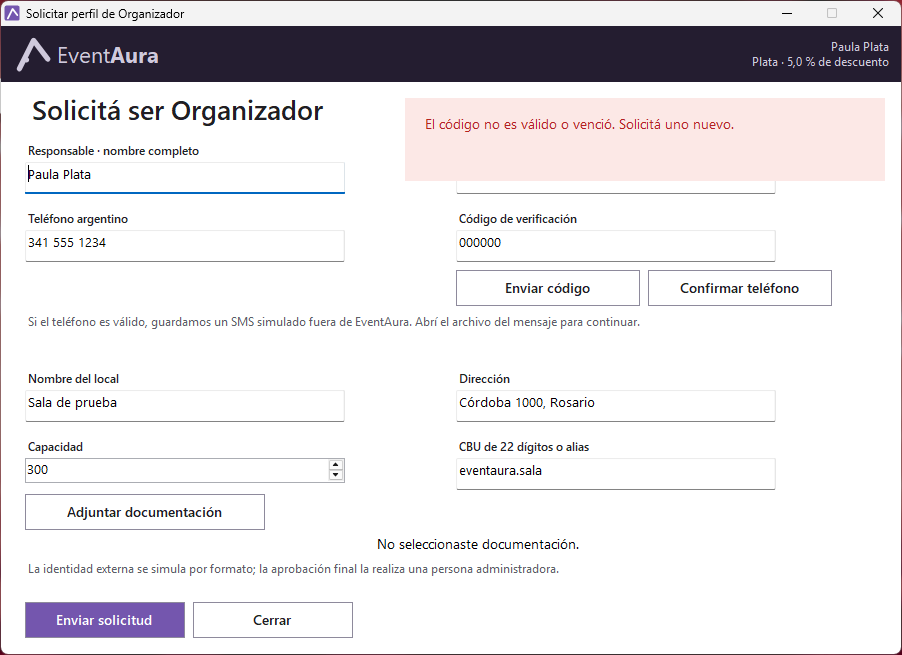 Solicitar perfil de Organizador
EventAura
Paula Plata
Plata · 5,0 % de descuento
Solicitá ser Organizador
El código no es válido o venció. Solicitá uno nuevo.
Responsable · nombre completo
Paula Plata
Teléfono argentino
Código de verificación
341 555 1234
000000
Enviar código
Confirmar teléfono
Si el teléfono es válido, guardamos un SMS simulado fuera de EventAura. Abrí el archivo del mensaje para continuar.
Nombre del local
Dirección
Sala de prueba
Córdoba 1000, Rosario
Capacidad
CBU de 22 dígitos o alias
300
eventaura.sala
Adjuntar documentación
No seleccionaste documentación.
La identidad externa se simula por formato; la aprobación final la realiza una persona administradora.
Enviar solicitud
Cerrar